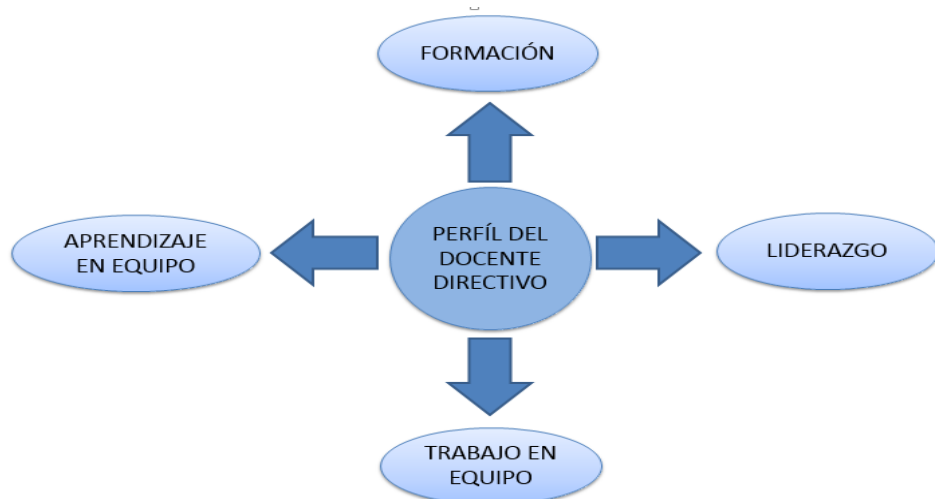 FORMACIÓN
APRENDIZAJE
EN EQUIPO
PERFÍL DEL
DOCENTE
DIRECTIVO
LIDERAZGO
TRABAJO EN
EQUIPO